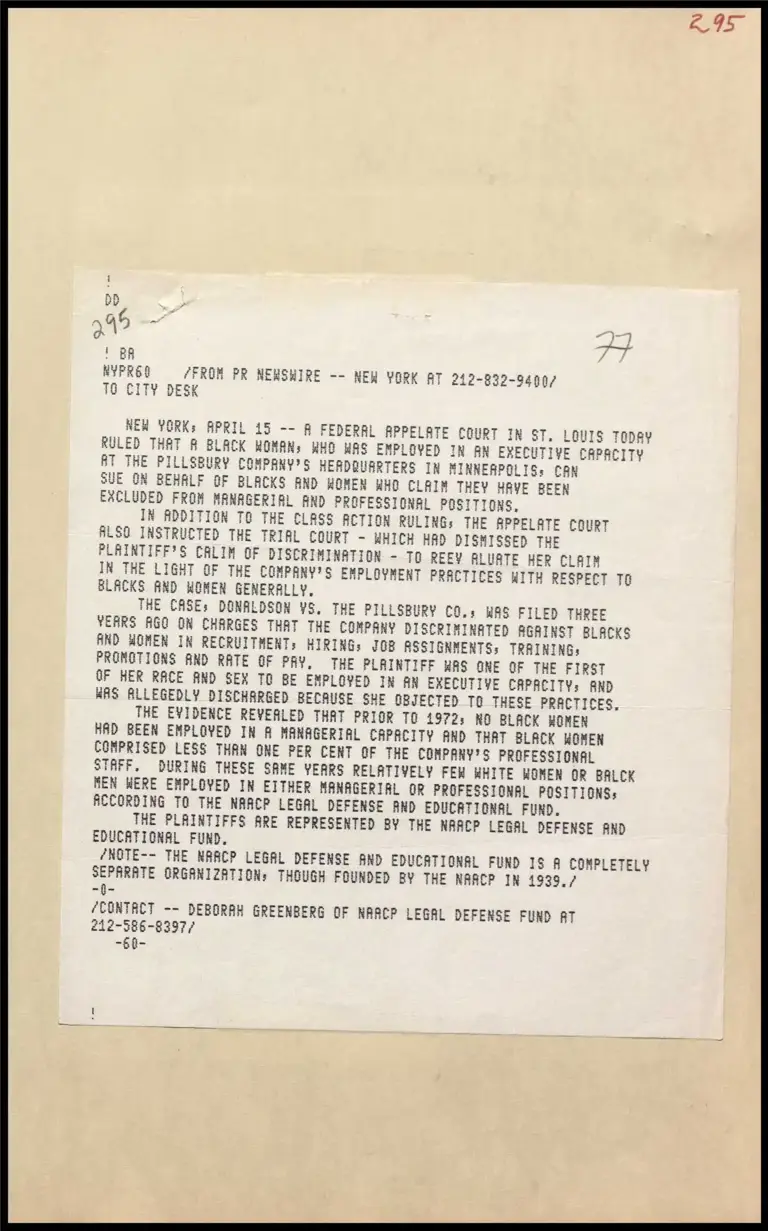 295
!
DD
295
77
! BA
NYPR60 /FROM PR NEWSWIRE -- NEW YORK AT 212-832-9400/
TO CITY DESK
NEW YORK, APRIL 15 -- A FEDERAL APPELATE COURT IN ST. LOUIS TODAY
RULED THAT A BLACK WOMAN, WHO WAS EMPLOYED IN AN EXECUTIVE CAPACITY
AT THE PILLSBURY COMPANY'S HEADQUARTERS IN MINNEAPOLIS, CAN
SUE ON BEHALF OF BLACKS AND WOMEN WHO CLAIM THEY HAVE BEEN
EXCLUDED FROM MANAGERIAL AND PROFESSIONAL POSITIONS.
IN ADDITION TO THE CLASS ACTION RULING, THE APPELATE COURT
ALSO INSTRUCTED THE TRIAL COURT - WHICH HAD DISMISSED THE
PLAINTIFF'S CALIM OF DISCRIMINATION - TO REEV ALUATE HER CLAIM
IN THE LIGHT OF THE COMPANY'S EMPLOYMENT PRACTICES WITH RESPECT TO
BLACKS AND WOMEN GENERALLY.
THE CASE, DONALDSON VS. THE PILLSBURY CO., WAS FILED THREE
YEARS AGO ON CHARGES THAT THE COMPANY DISCRIMINATED AGAINST BLACKS
AND WOMEN IN RECRUITMENT, HIRING, JOB ASSIGNMENTS, TRAINING,
PROMOTIONS AND RATE OF PAY. THE PLAINTIFF WAS ONE OF THE FIRST
OF HER RACE AND SEX TO BE EMPLOYED IN AN EXECUTIVE CAPACITY, AND
WAS ALLEGEDLY DISCHARGED BECAUSE SHE OBJECTED TO THESE PRACTICES.
THE EVIDENCE REVEALED THAT PRIOR TO 1972, NO BLACK WOMEN
HAD BEEN EMPLOYED IN A MANAGERIAL CAPACITY AND THAT BLACK WOMEN
COMPRISED LESS THAN ONE PER CENT OF THE COMPANY'S PROFESSIONAL
STAFF. DURING THESE SAME YEARS RELATIVELY FEW WHITE WOMEN OR BALCK
MEN WERE EMPLOYED IN EITHER MANAGERIAL OR PROFESSIONAL POSITIONS,
ACCORDING TO THE NAACP LEGAL DEFENSE AND EDUCATIONAL FUND.
THE PLAINTIFFS ARE REPRESENTED BY THE NAACP LEGAL DEFENSE AND
EDUCATIONAL FUND.
/NOTE-- THE NAACP LEGAL DEFENSE AND EDUCATIONAL FUND IS A COMPLETELY
SEPARATE ORGANIZATION, THOUGH FOUNDED BY THE NAACP IN 1939./
-0-
/CONTACT -- DEBORAH GREENBERG OF NAACP LEGAL DEFENSE FUND AT
212-586-8397/
-60-
!